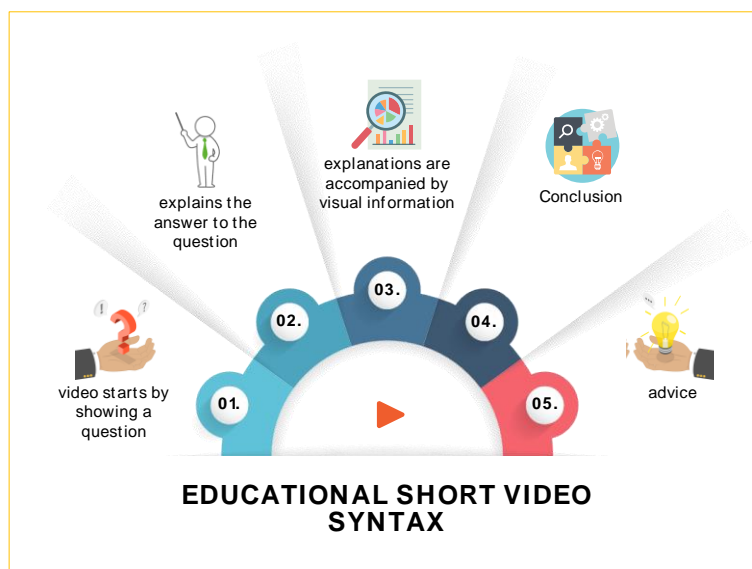 01.
video starts by
showing a
question
02.
explains the
answer to the
question
03.
explanations are
accompanied by
visual information
04.
Conclusion
05.
advice
EDUCATIONAL SHORT VIDEO
SYNTAX